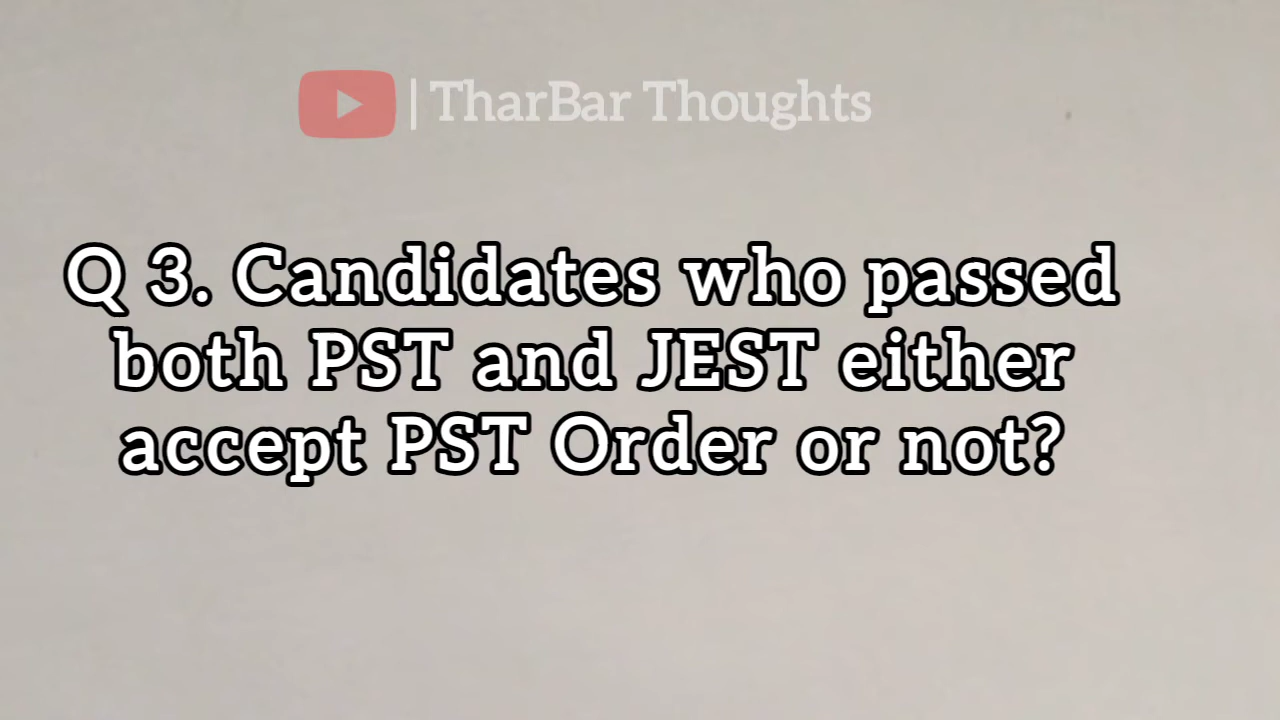 | TharBar Thoughts
Q 3. Candidates who passed
both PST and JEST either
accept PST Order or not?